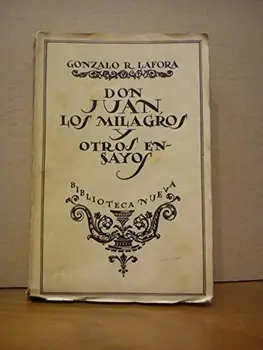 GONZALO R. LAFORA
DON
JUAN,
LOS MILAGROS
Y
OTROS EN-
SAYOS
BIBLIOTECA NUEVA